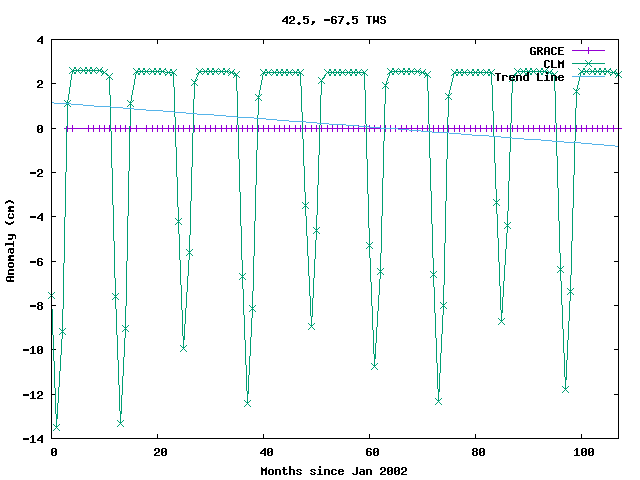 42.5, -67.5 TWS
GRACE
CLM
Trend Line
4
2
0
-2
-4
-6
-8
-10
-12
-14
Anomaly (cm)
0 20 40 60 80 100
Months since Jan 2002